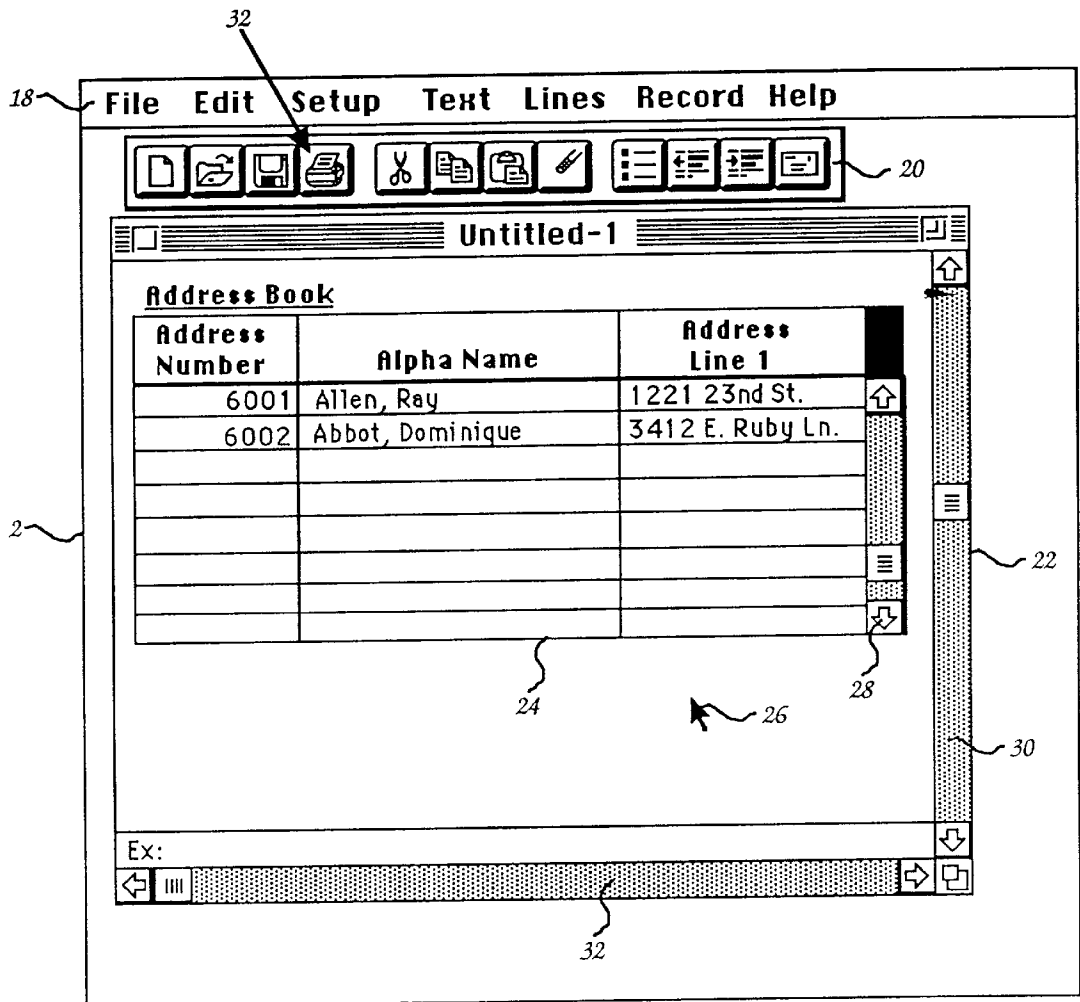 32
18
File Edit Setup Text Lines Record Help
20
Untitled-1
Address Book
Address Number
Alpha Name
Address Line 1
6001 Allen, Ray 1221 23nd St.
6002 Abbot, Dominique 3412 E. Ruby Ln.
2
22
24
28
26
30
Ex:
32